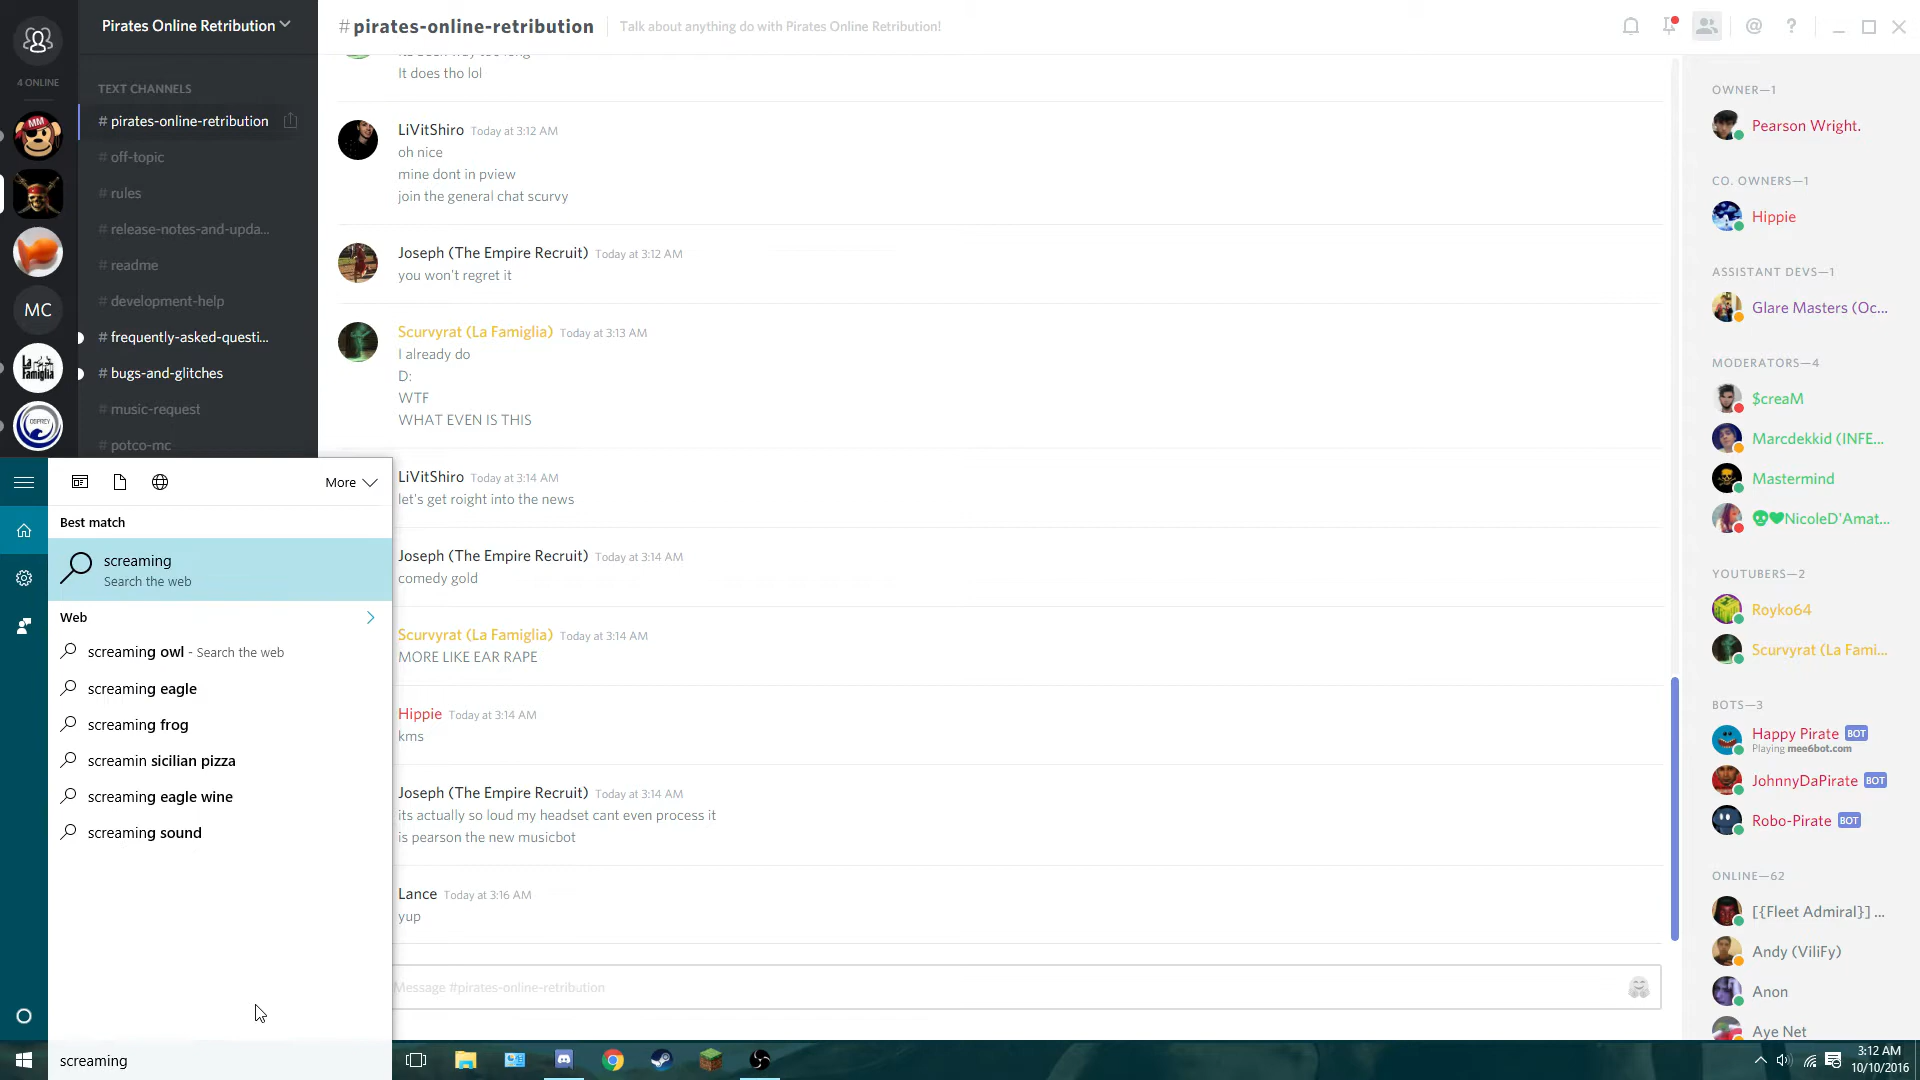 4 ONLINE
MM
MC
La Famiglia
OSPREY
Pirates Online Retribution
TEXT CHANNELS
# pirates-online-retribution
# off-topic
# rules
# release-notes-and-upda...
# readme
# development-help
# frequently-asked-questi...
# bugs-and-glitches
# music-request
# potco-mc
#pirates-online-retribution
Talk about anything do with Pirates Online Retribution!
It does tho lol
LiVitShiro Today at 3:12 AM
oh nice
mine dont in pview
join the general chat scurvy
Joseph (The Empire Recruit) Today at 3:12 AM
you won't regret it
Scurvyrat (La Famiglia) Today at 3:13 AM
I already do
D:
WTF
WHAT EVEN IS THIS
LiVitShiro Today at 3:14 AM
let's get roight into the news
Joseph (The Empire Recruit) Today at 3:14 AM
comedy gold
Scurvyrat (La Famiglia) Today at 3:14 AM
MORE LIKE EAR RAPE
Hippie Today at 3:14 AM
kms
Joseph (The Empire Recruit) Today at 3:14 AM
its actually so loud my headset cant even process it
is pearson the new musicbot
Lance Today at 3:16 AM
yup
Message #pirates-online-retribution
OWNER—1
Pearson Wright.
CO. OWNERS—1
Hippie
ASSISTANT DEVS—1
Glare Masters (Oc...
MODERATORS—4
$creaM
Marcdekkid (INFE...
Mastermind
💀❤NicoleD'Amat...
YOUTUBERS—2
Royko64
Scurvyrat (La Fami...
BOTS—3
Happy Pirate BOT
Playing mee6bot.com
JohnnyDaPirate BOT
Robo-Pirate BOT
ONLINE—62
[{Fleet Admiral}] ...
Andy (ViliFy)
Anon
Aye Net
More
Best match
screaming
Search the web
Web
screaming owl - Search the web
screaming eagle
screaming frog
screamin sicilian pizza
screaming eagle wine
screaming sound
screaming
3:12 AM
10/10/2016